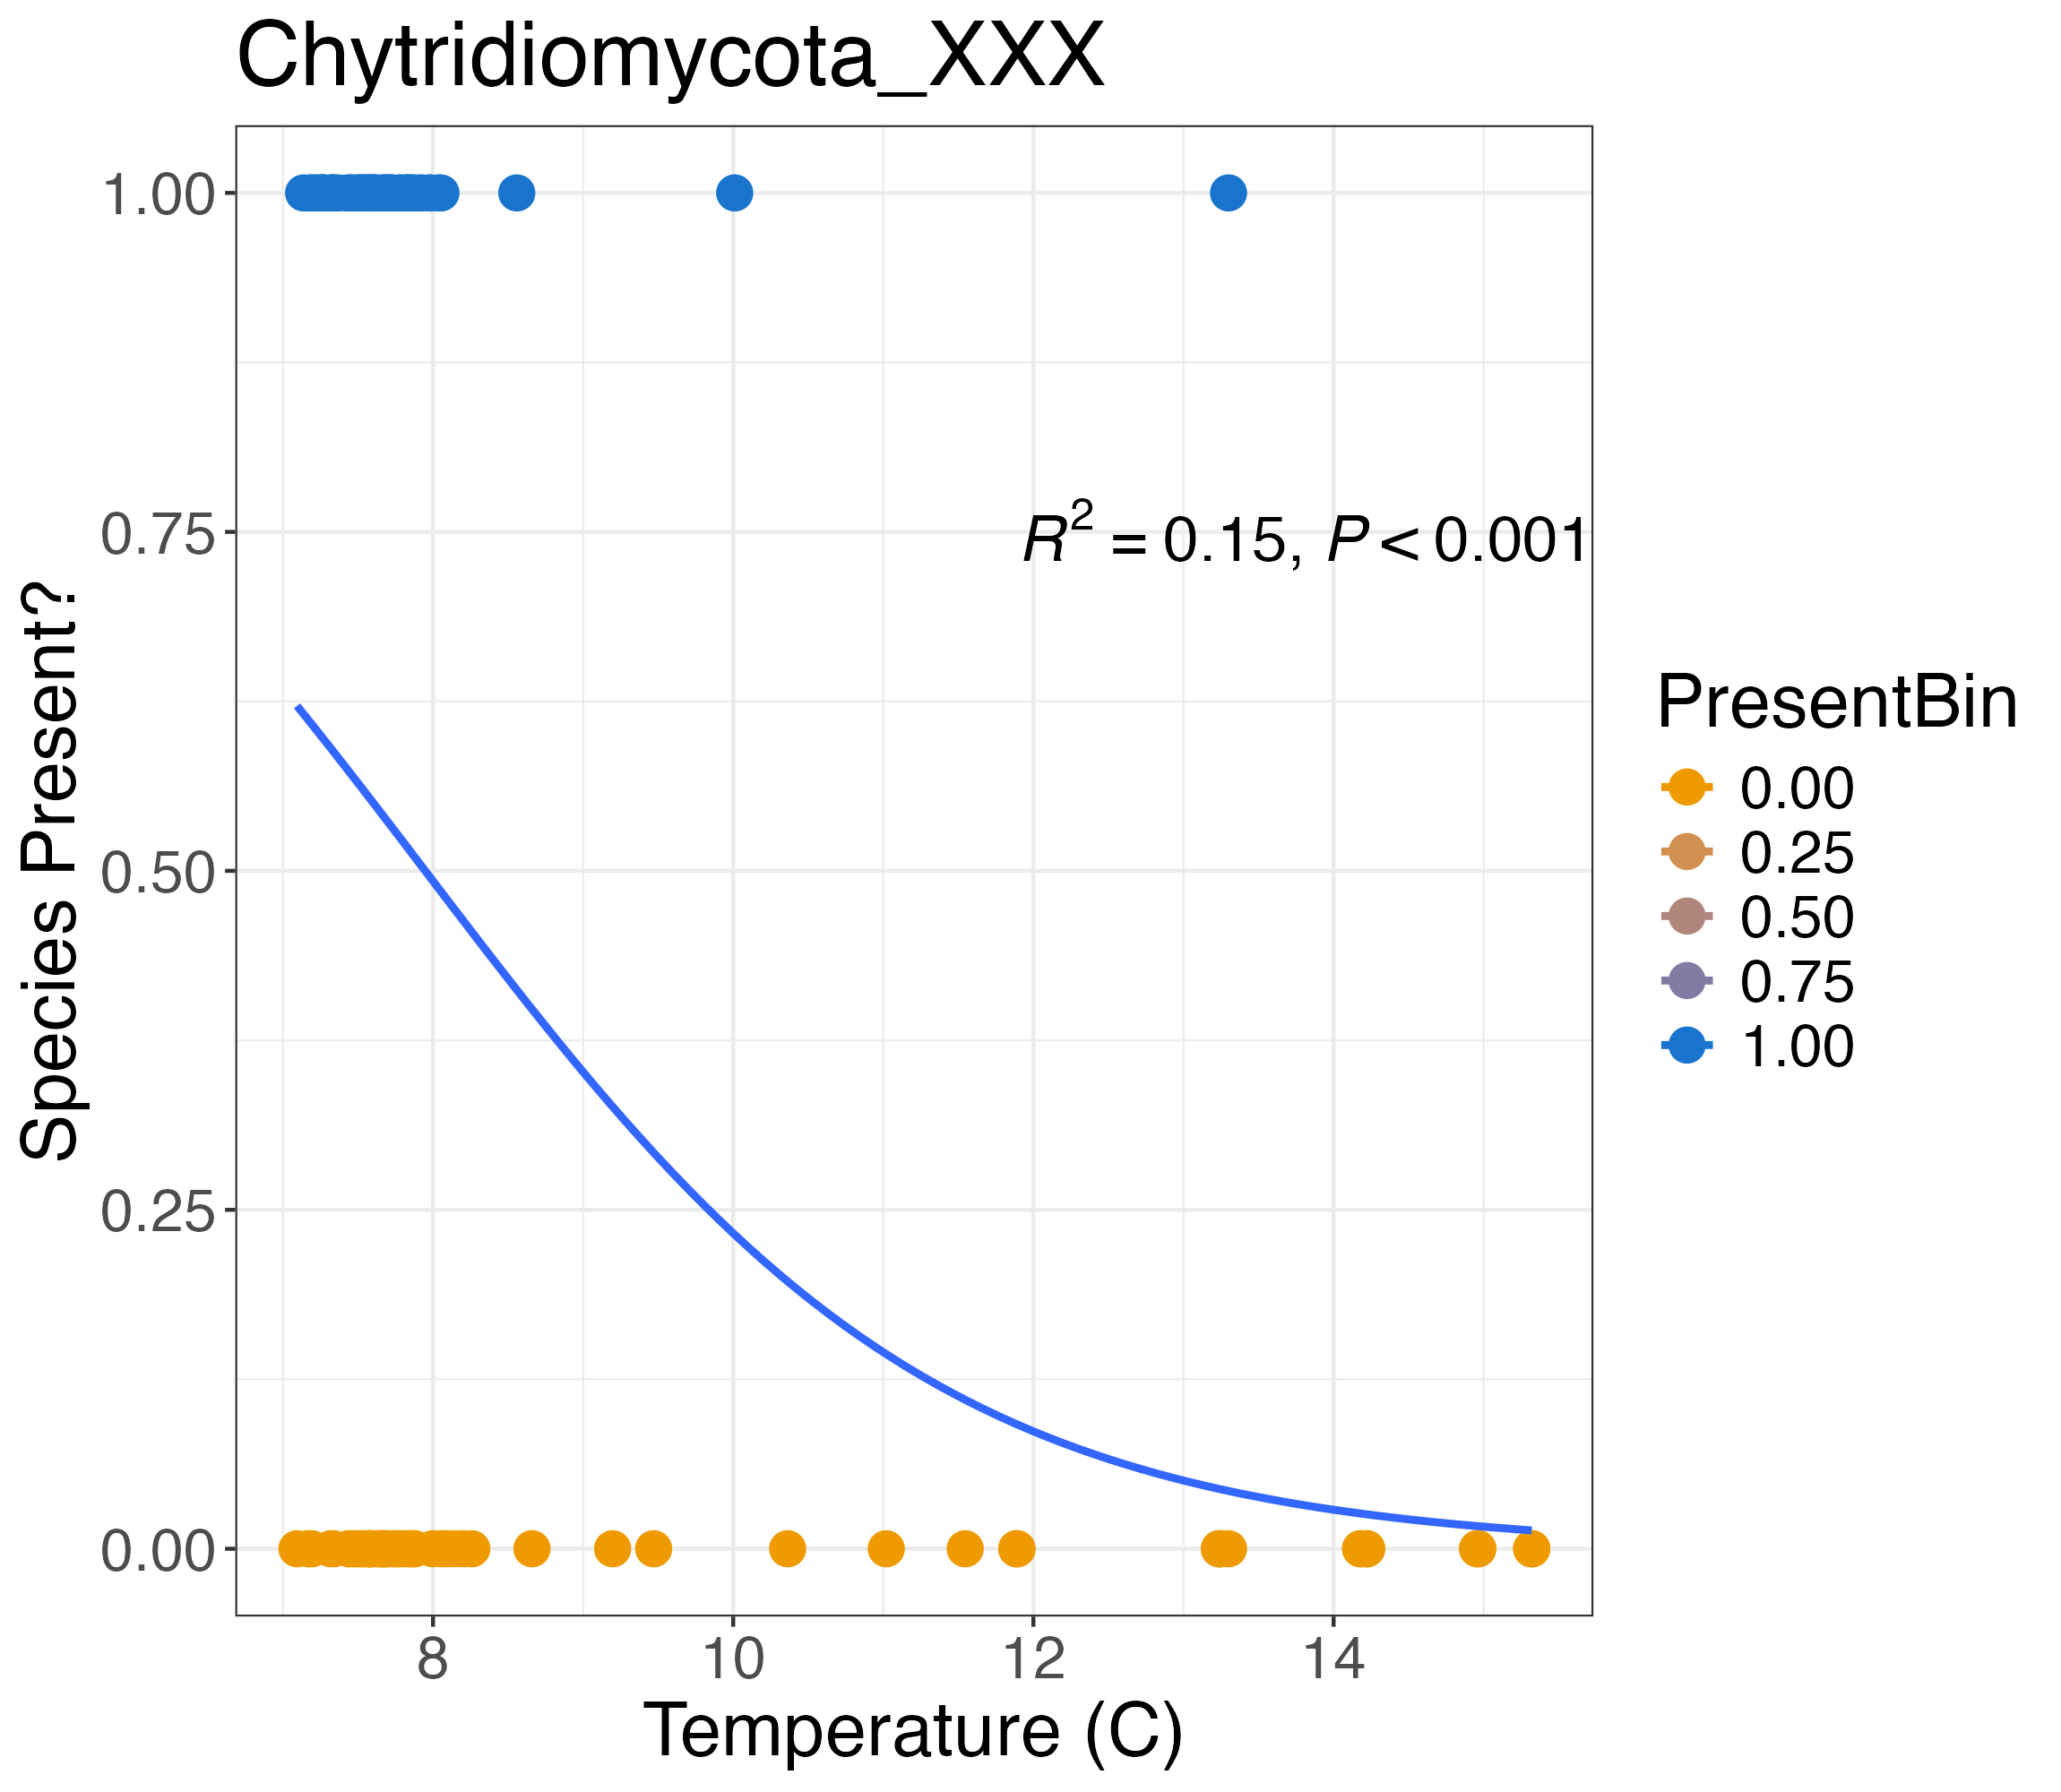 Chytridiomycota_XXX
Species Present?
1.00
0.75
0.50
0.25
0.00
R² = 0.15, P < 0.001
8 10 12 14
Temperature (C)
PresentBin
0.00
0.25
0.50
0.75
1.00